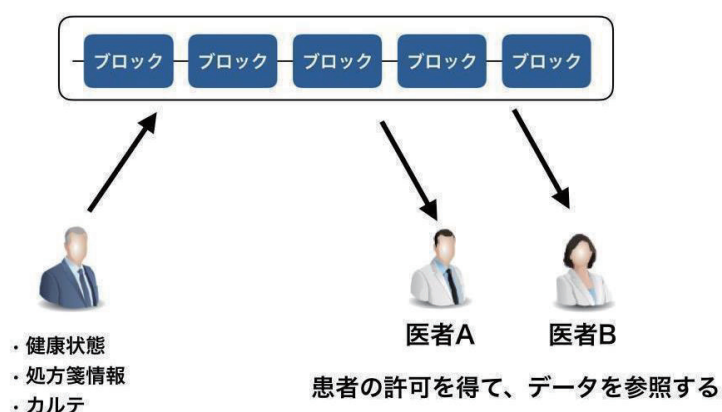 ブロック ブロック ブロック ブロック ブロック
医者A 医者B
・健康状態
・処方箋情報
・カルテ
患者の許可を得て、データを参照する